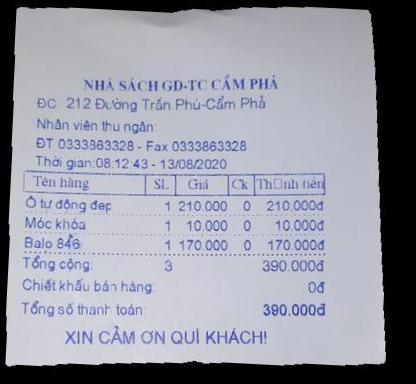 NHÀ SÁCH GD-TC CẨM PHẢ
ĐC: 212 Đường Trần Phú-Cẩm Phả
Nhân viên thu ngân:
ĐT 0333863328 - Fax 0333863328
Thời gian:08:12:43 - 13/08/2020
Tên hàng SL Giá Ck Th□nh tiền
Ô tự động đẹp 1 210.000 0 210.000đ
Móc khóa 1 10.000 0 10.000đ
Balo 846 1 170.000 0 170.000đ
Tổng cộng: 3 390.000đ
Chiết khấu bán hàng: 0đ
Tổng số thanh toán: 390.000đ
XIN CẢM ƠN QUÍ KHÁCH!